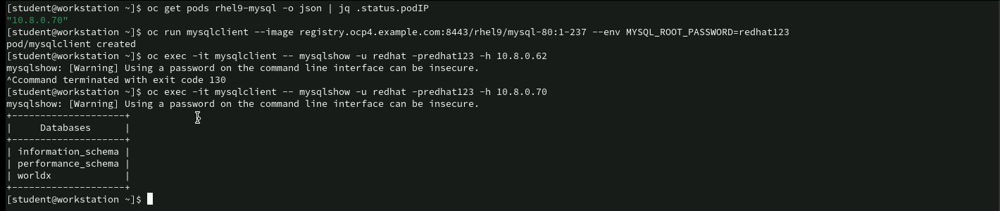 [student@workstation ~]$ oc get pods rhel9-mysql -o json | jq .status.podIP
"10.8.0.70"
[student@workstation ~]$ oc run mysqlclient --image registry.ocp4.example.com:8443/rhel9/mysql-80:1-237 --env MYSQL_ROOT_PASSWORD=redhat123
pod/mysqlclient created
[student@workstation ~]$ oc exec -it mysqlclient -- mysqlshow -u redhat -predhat123 -h 10.8.0.62
mysqlshow: [Warning] Using a password on the command line interface can be insecure.
^Ccommand terminated with exit code 130
[student@workstation ~]$ oc exec -it mysqlclient -- mysqlshow -u redhat -predhat123 -h 10.8.0.70
mysqlshow: [Warning] Using a password on the command line interface can be insecure.
+--------------------+
|     Databases      |
+--------------------+
| information_schema |
| performance_schema |
| worldx             |
+--------------------+
[student@workstation ~]$